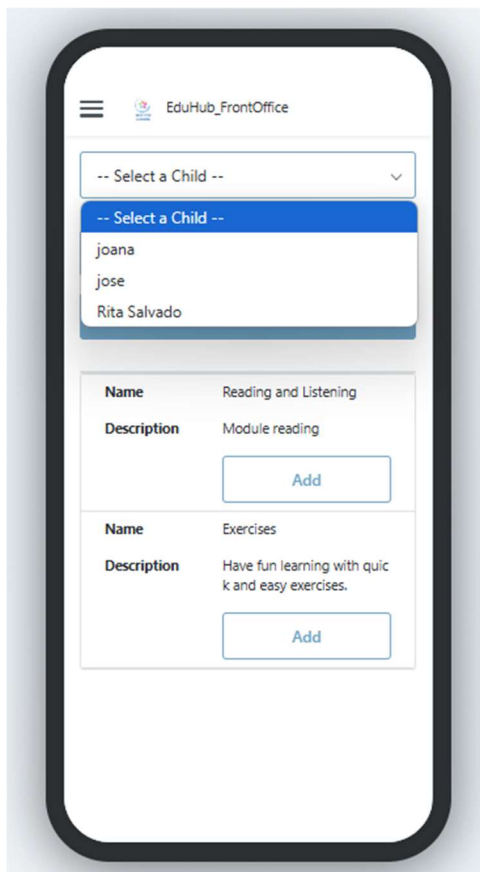 EduHub_FrontOffice
-- Select a Child --
-- Select a Child --
joana
jose
Rita Salvado
Name Reading and Listening
Description Module reading
Add
Name Exercises
Description Have fun learning with quic
k and easy exercises.
Add